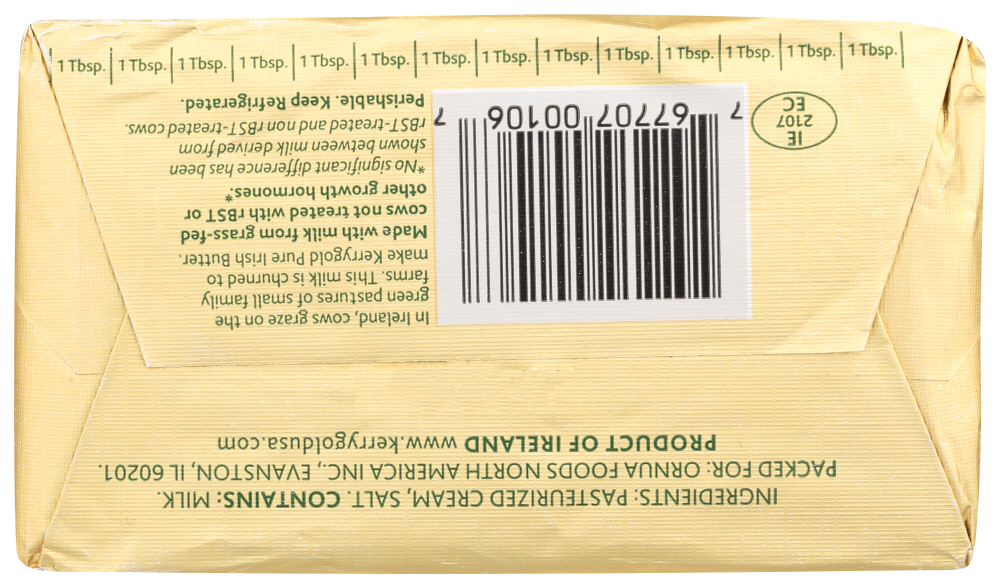 1 Tbsp. 1 Tbsp. 1 Tbsp. 1 Tbsp. 1 Tbsp. 1 Tbsp. 1 Tbsp. 1 Tbsp. 1 Tbsp. 1 Tbsp. 1 Tbsp. 1 Tbsp. 1 Tbsp. 1 Tbsp.
INGREDIENTS: PASTEURIZED CREAM, SALT. CONTAINS: MILK.
PACKED FOR: ORNUA FOODS NORTH AMERICA INC., EVANSTON, IL 60201.
PRODUCT OF IRELAND www.kerrygoldusa.com
In Ireland, cows graze on the
green pastures of small family
farms. This milk is churned to
make Kerrygold Pure Irish Butter.
Made with milk from grass-fed
cows not treated with rBST or
other growth hormones.*
*No significant difference has been
shown between milk derived from
rBST-treated and non rBST-treated cows.
Perishable. Keep Refrigerated.
7 67707 00106 7
IE
2107
EC